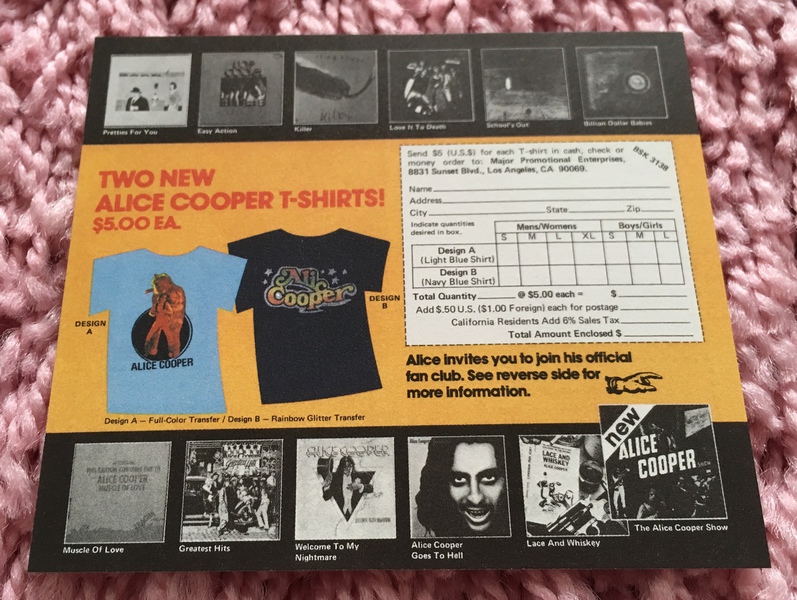 Pretties For You
Easy Action
Killer
Love It To Death
School's Out
Billion Dollar Babies
TWO NEW
ALICE COOPER T-SHIRTS!
$5.00 EA.
DESIGN
A
ALICE COOPER
Alice
Cooper
DESIGN
B
Design A — Full-Color Transfer / Design B — Rainbow Glitter Transfer
Send $5 (U.S.$) for each T-shirt in cash, check or
money order to: Major Promotional Enterprises,
8831 Sunset Blvd., Los Angeles, CA 90069.
BSK 3138
Name
Address
City State Zip
Indicate quantities
desired in box.
Mens/Womens Boys/Girls
S M L XL S M L
Design A
(Light Blue Shirt)
Design B
(Navy Blue Shirt)
Total Quantity @ $5.00 each = $
Add $.50 U.S. ($1.00 Foreign) each for postage
California Residents Add 6% Sales Tax
Total Amount Enclosed $
Alice invites you to join his official
fan club. See reverse side for
more information.
ALICE COOPER
MUSCLE OF LOVE
Muscle Of Love
Greatest Hits
ALICE COOPER
Welcome To My
Nightmare
Alice Cooper
Goes To Hell
LACE AND
WHISKEY
ALICE COOPER
Lace And Whiskey
new
ALICE
COOPER
The Alice Cooper Show